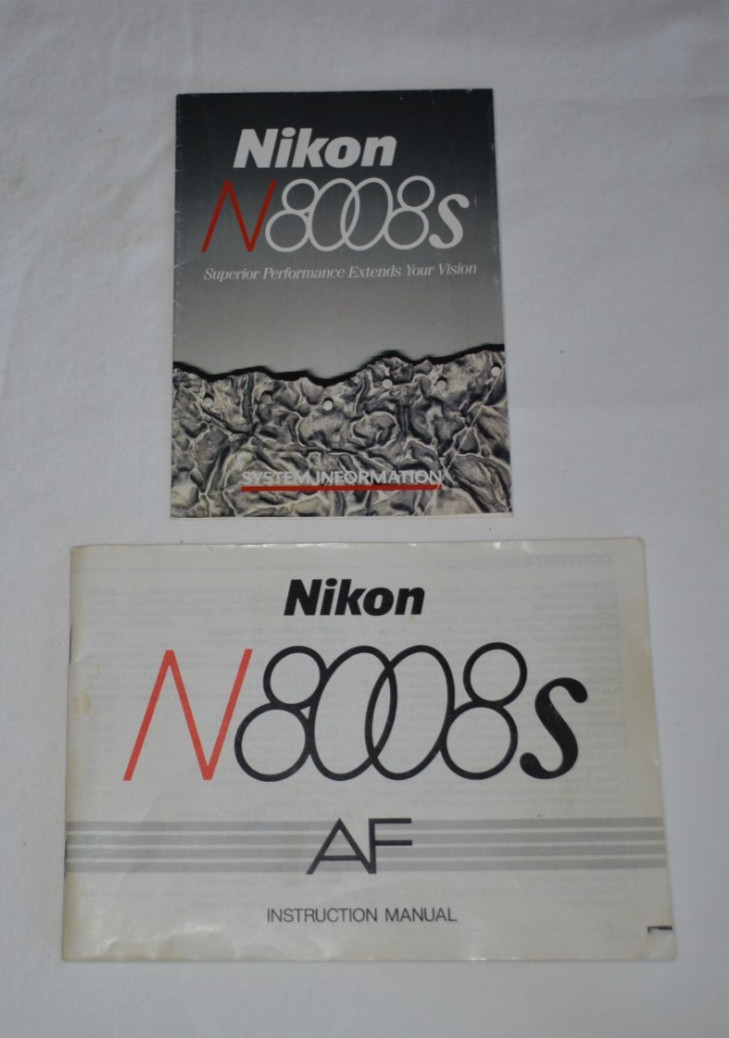 Nikon
N8008s
Superior Performance Extends Your Vision
SYSTEM INFORMATION
Nikon
N8008s
AF
INSTRUCTION MANUAL